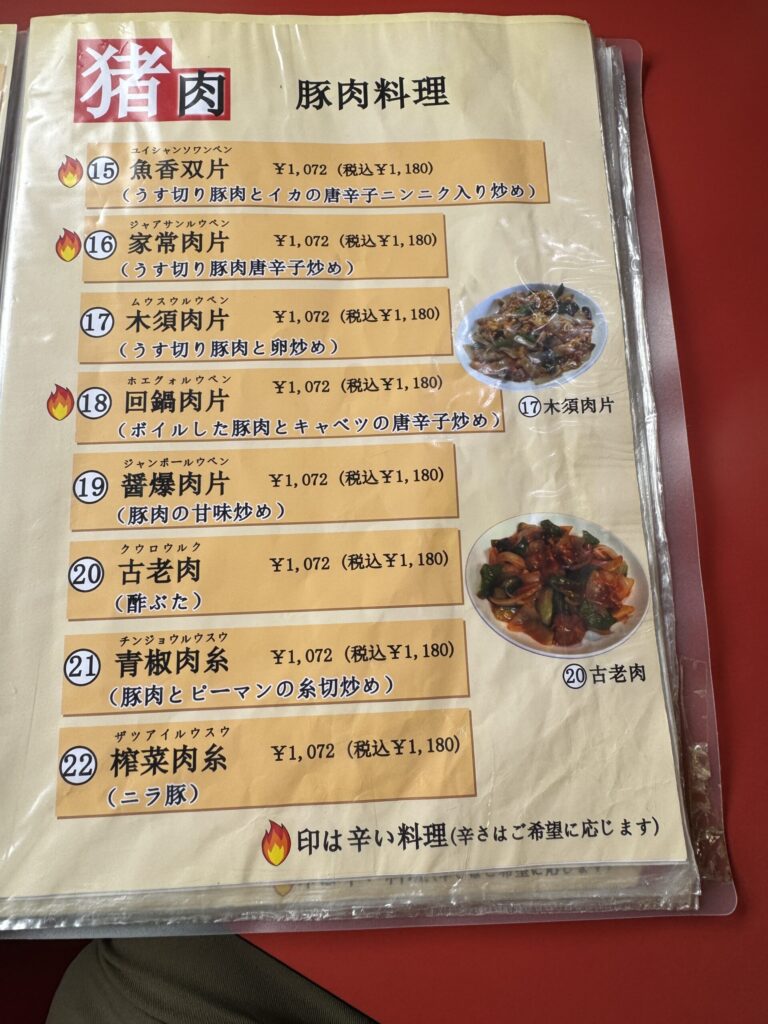 猪肉 豚肉料理
ユイシャンソワンペン
⑮ 魚香双片 ¥1,072 (税込¥1,180)
(うす切り豚肉とイカの唐辛子ニンニク入り炒め)
ジャアサンルウペン
⑯ 家常肉片 ¥1,072 (税込¥1,180)
(うす切り豚肉唐辛子炒め)
ムウスウルウペン
⑰ 木須肉片 ¥1,072 (税込¥1,180)
(うす切り豚肉と卵炒め)
⑰木須肉片
ホエグォルウペン
⑱ 回鍋肉片 ¥1,072 (税込¥1,180)
(ボイルした豚肉とキャベツの唐辛子炒め)
ジャンボールウペン
⑲ 醤爆肉片 ¥1,072 (税込¥1,180)
(豚肉の甘味炒め)
クウロウルク
⑳ 古老肉 ¥1,072 (税込¥1,180)
(酢ぶた)
⑳古老肉
チンジョウルウスウ
㉑ 青椒肉糸 ¥1,072 (税込¥1,180)
(豚肉とピーマンの糸切炒め)
ザツアイルウスウ
㉒ 榨菜肉糸 ¥1,072 (税込¥1,180)
(ニラ豚)
印は辛い料理(辛さはご希望に応じます)